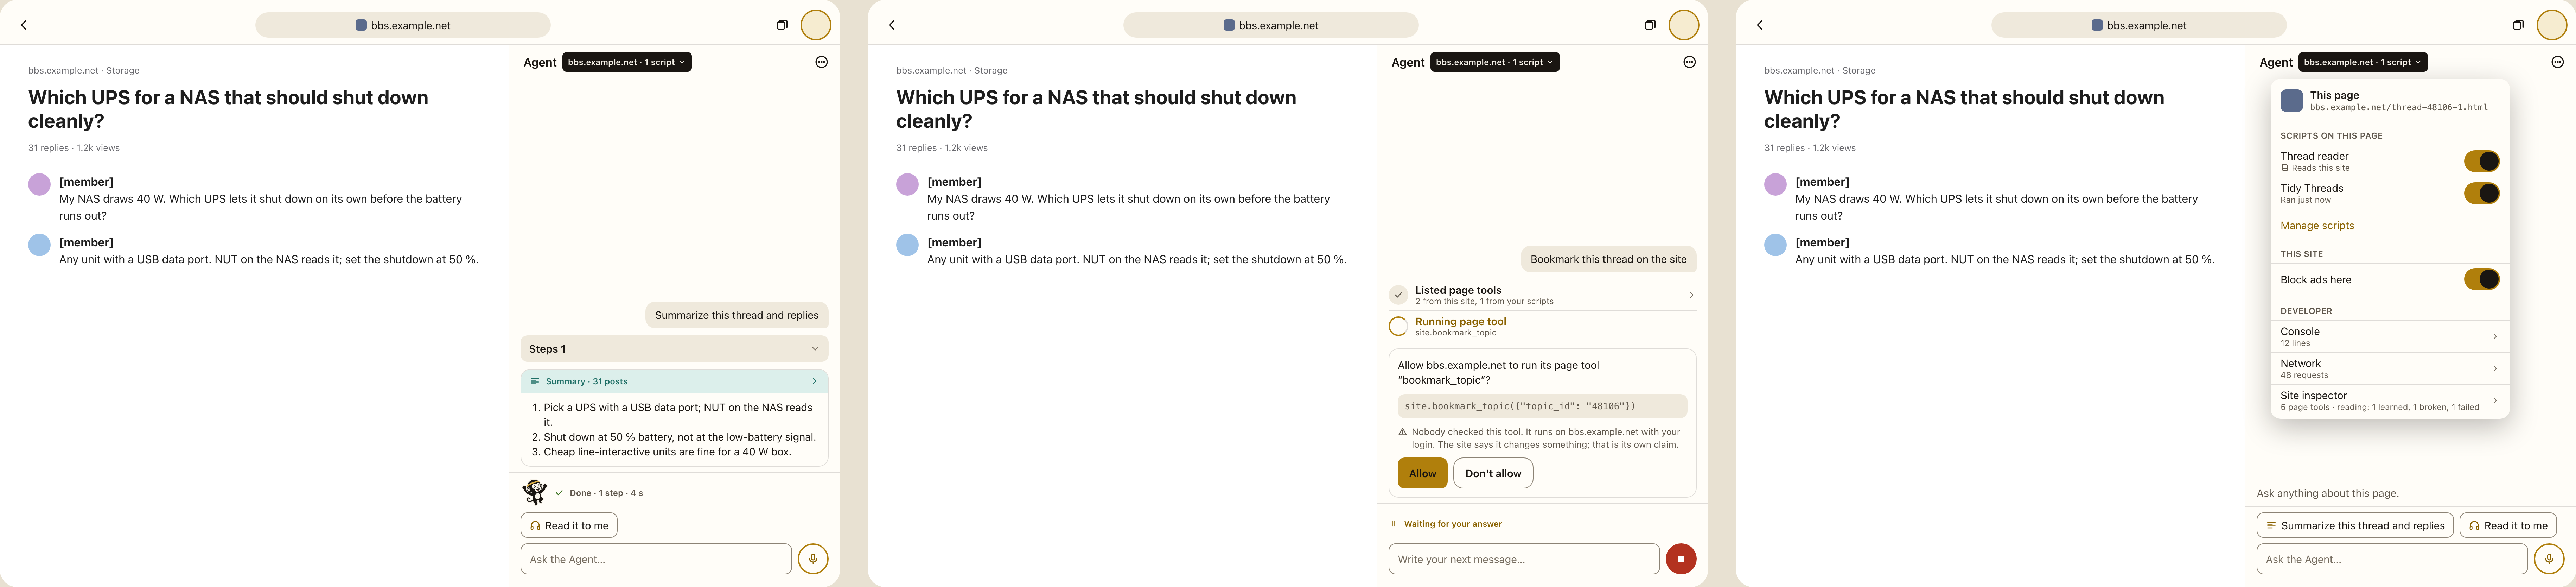 bbs.example.net
bbs.example.net · Storage
Which UPS for a NAS that should shut down
cleanly?
31 replies · 1.2k views
[member]
My NAS draws 40 W. Which UPS lets it shut down on its own before the battery
runs out?
[member]
Any unit with a USB data port. NUT on the NAS reads it; set the shutdown at 50 %.
Agent
bbs.example.net · 1 script
Summarize this thread and replies
Steps 1
Summary · 31 posts
1. Pick a UPS with a USB data port; NUT on the NAS reads
it.
2. Shut down at 50 % battery, not at the low-battery signal.
3. Cheap line-interactive units are fine for a 40 W box.
Done · 1 step · 4 s
Read it to me
Ask the Agent...
bbs.example.net
bbs.example.net · Storage
Which UPS for a NAS that should shut down
cleanly?
31 replies · 1.2k views
[member]
My NAS draws 40 W. Which UPS lets it shut down on its own before the battery
runs out?
[member]
Any unit with a USB data port. NUT on the NAS reads it; set the shutdown at 50 %.
Agent
bbs.example.net · 1 script
Bookmark this thread on the site
Listed page tools
2 from this site, 1 from your scripts
Running page tool
site.bookmark_topic
Allow bbs.example.net to run its page tool
“bookmark_topic”?
site.bookmark_topic({"topic_id": "48106"})
Nobody checked this tool. It runs on bbs.example.net with your
login. The site says it changes something; that is its own claim.
Allow
Don't allow
Waiting for your answer
Write your next message...
bbs.example.net
bbs.example.net · Storage
Which UPS for a NAS that should shut down
cleanly?
31 replies · 1.2k views
[member]
My NAS draws 40 W. Which UPS lets it shut down on its own before the battery
runs out?
[member]
Any unit with a USB data port. NUT on the NAS reads it; set the shutdown at 50 %.
Agent
bbs.example.net · 1 script
This page
bbs.example.net/thread-48106-1.html
SCRIPTS ON THIS PAGE
Thread reader
Reads this site
Tidy Threads
Ran just now
Manage scripts
THIS SITE
Block ads here
DEVELOPER
Console
12 lines
Network
48 requests
Site inspector
5 page tools · reading: 1 learned, 1 broken, 1 failed
Ask anything about this page.
Summarize this thread and replies
Read it to me
Ask the Agent...